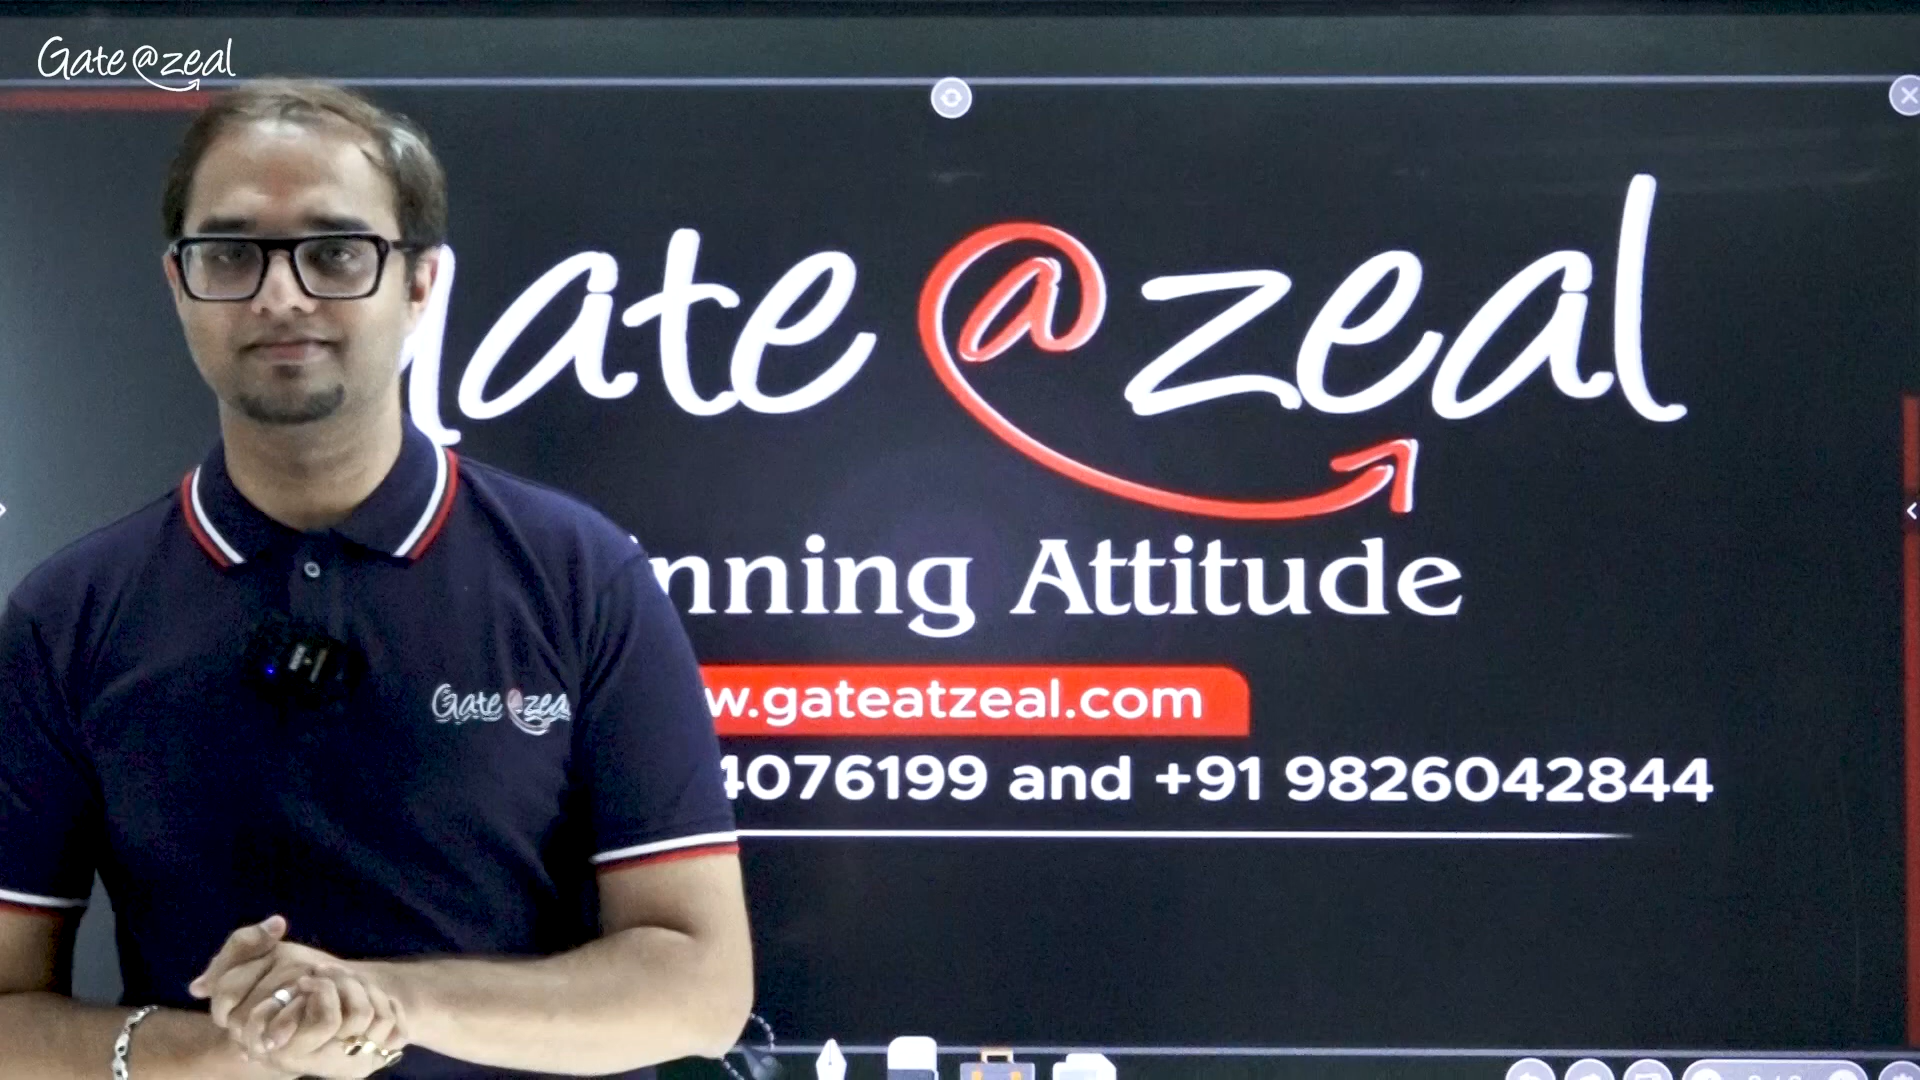 Gate @ zeal
ate @ zeal
nning Attitude
w.gateatzeal.com
4076199 and +91 9826042844
Gate @ zeal